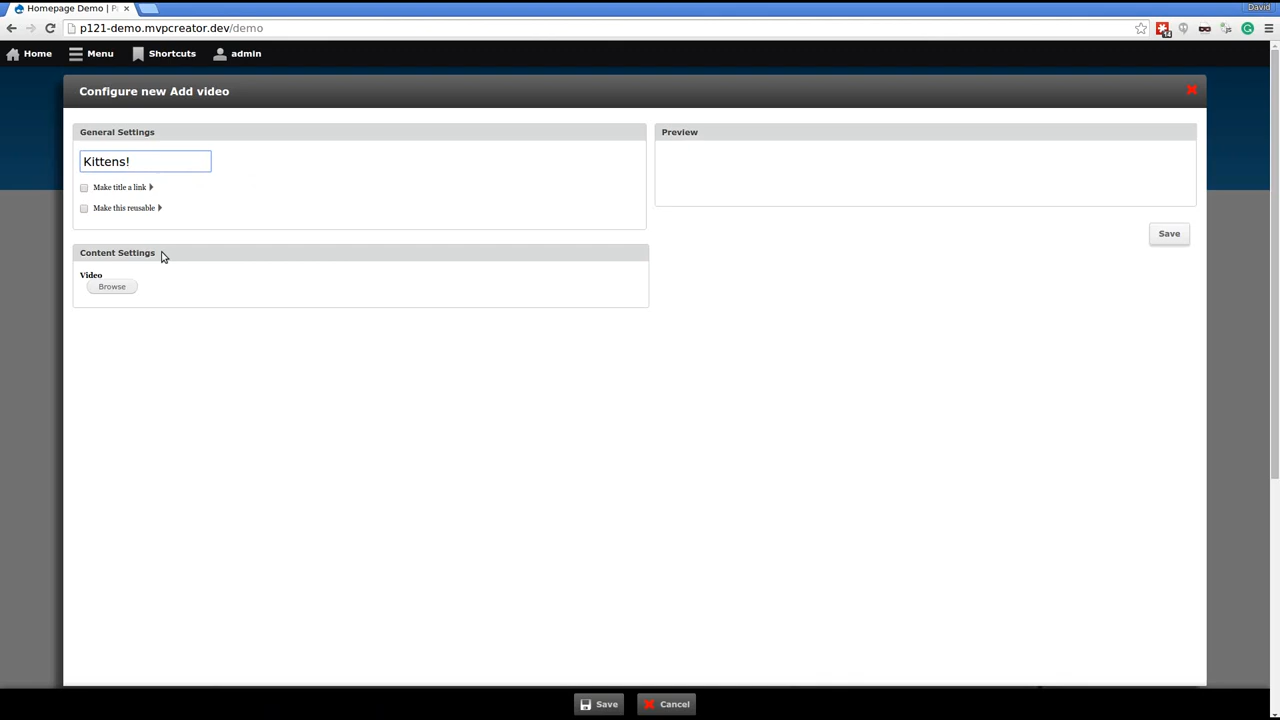 Homepage Demo | P
David
p121-demo.mvpcreator.dev/demo
Home
Menu
Shortcuts
admin
Configure new Add video
General Settings
Kittens!
Make title a link
Make this reusable
Preview
Save
Content Settings
Video
Browse
Save
Cancel